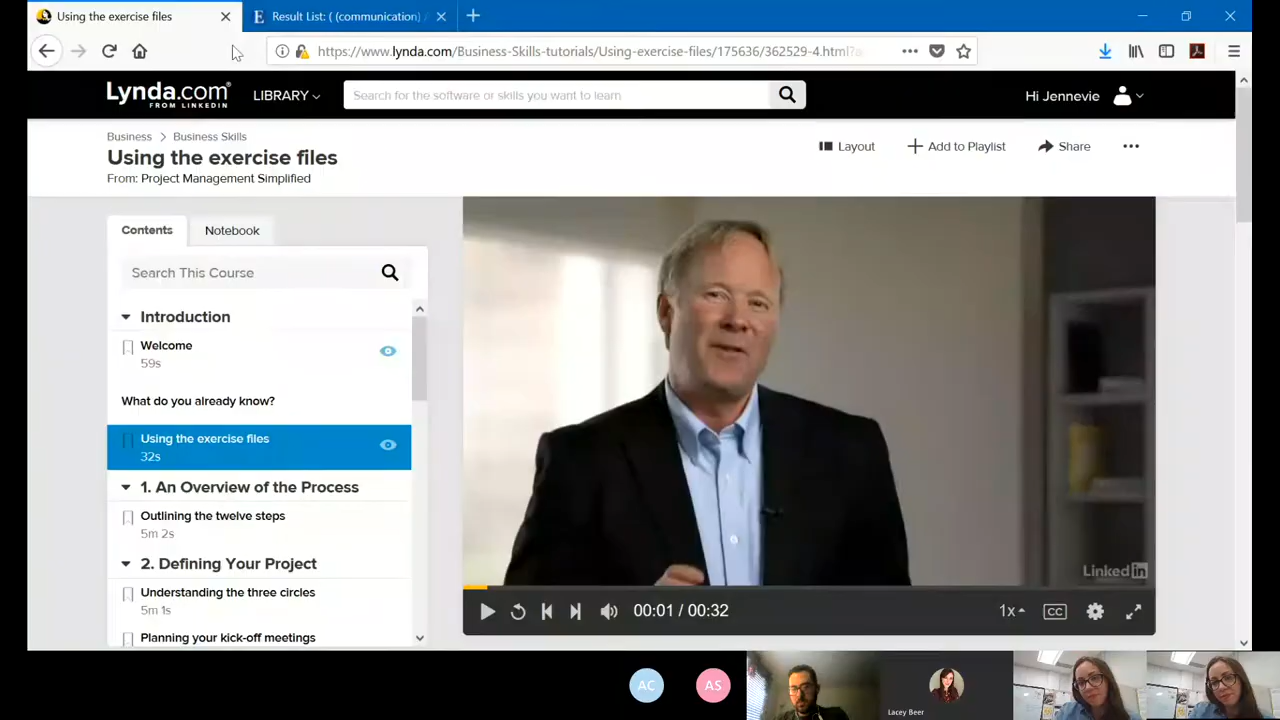 Using the exercise files
Result List: ( (communication) /
https://www.lynda.com/Business-Skills-tutorials/Using-exercise-files/175636/362529-4.html?
Lynda.com
FROM LINKEDIN
LIBRARY
Search for the software or skills you want to learn
Hi Jennevie
Business > Business Skills
Using the exercise files
From: Project Management Simplified
Layout
Add to Playlist
Share
Contents
Notebook
Search This Course
Introduction
Welcome
59s
What do you already know?
Using the exercise files
32s
1. An Overview of the Process
Outlining the twelve steps
5m 2s
2. Defining Your Project
Understanding the three circles
5m 1s
Planning your kick-off meetings
Linked in
00:01 / 00:32
1x
CC
AC
AS
Lacey Beer